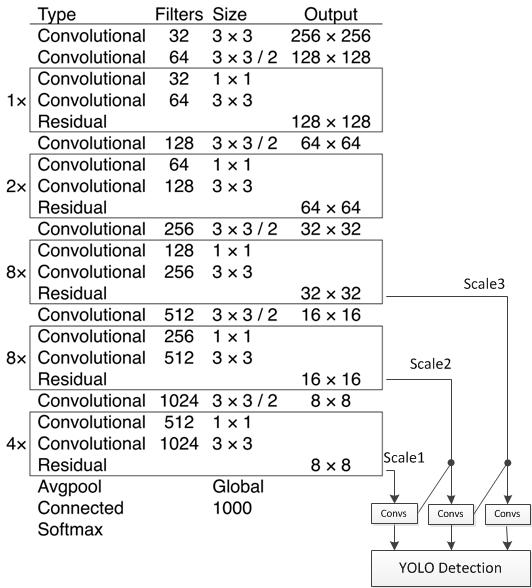 Type Filters Size Output
Convolutional 32 3 × 3 256 × 256
Convolutional 64 3 × 3 / 2 128 × 128
Convolutional 32 1 × 1
1× Convolutional 64 3 × 3
Residual 128 × 128
Convolutional 128 3 × 3 / 2 64 × 64
Convolutional 64 1 × 1
2× Convolutional 128 3 × 3
Residual 64 × 64
Convolutional 256 3 × 3 / 2 32 × 32
Convolutional 128 1 × 1
8× Convolutional 256 3 × 3
Residual 32 × 32
Scale3
Convolutional 512 3 × 3 / 2 16 × 16
Convolutional 256 1 × 1
8× Convolutional 512 3 × 3
Scale2
Residual 16 × 16
Convolutional 1024 3 × 3 / 2 8 × 8
Convolutional 512 1 × 1
4× Convolutional 1024 3 × 3
Scale1
Residual 8 × 8
Avgpool Global
Connected 1000
Softmax
Convs Convs Convs
YOLO Detection